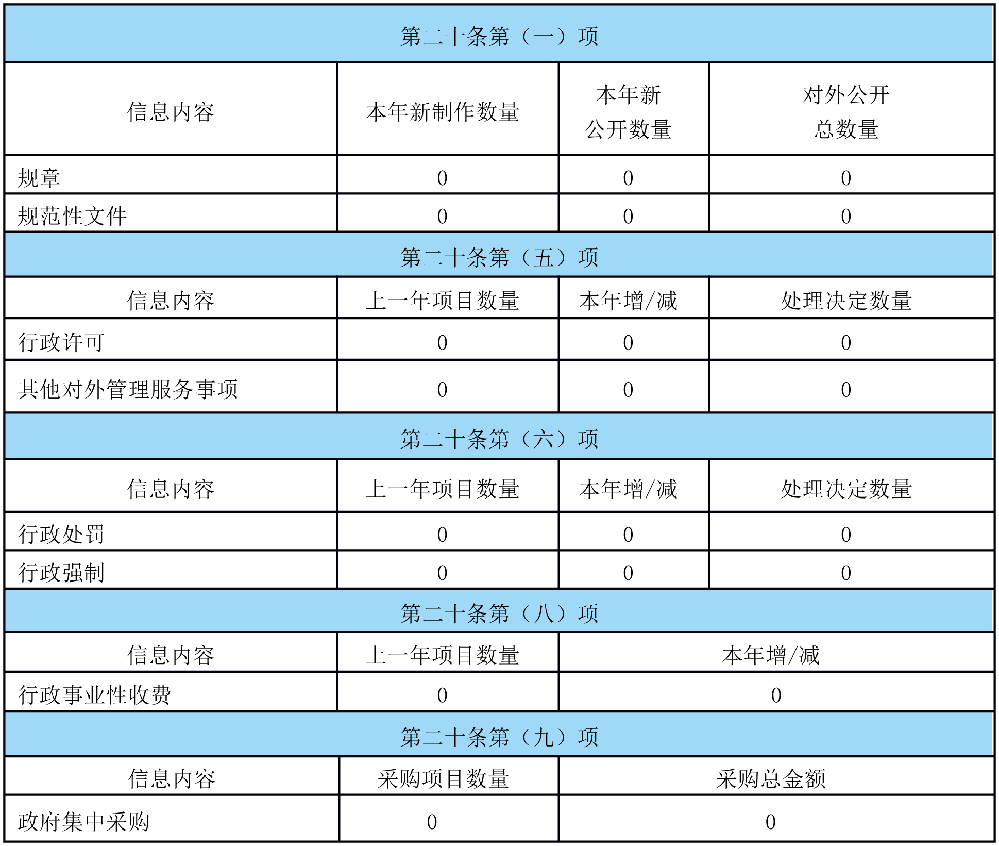 第二十条第（一）项
信息内容 本年新制作数量 本年新公开数量 对外公开总数量
规章 0 0 0
规范性文件 0 0 0
第二十条第（五）项
信息内容 上一年项目数量 本年增/减 处理决定数量
行政许可 0 0 0
其他对外管理服务事项 0 0 0
第二十条第（六）项
信息内容 上一年项目数量 本年增/减 处理决定数量
行政处罚 0 0 0
行政强制 0 0 0
第二十条第（八）项
信息内容 上一年项目数量 本年增/减
行政事业性收费 0 0
第二十条第（九）项
信息内容 采购项目数量 采购总金额
政府集中采购 0 0